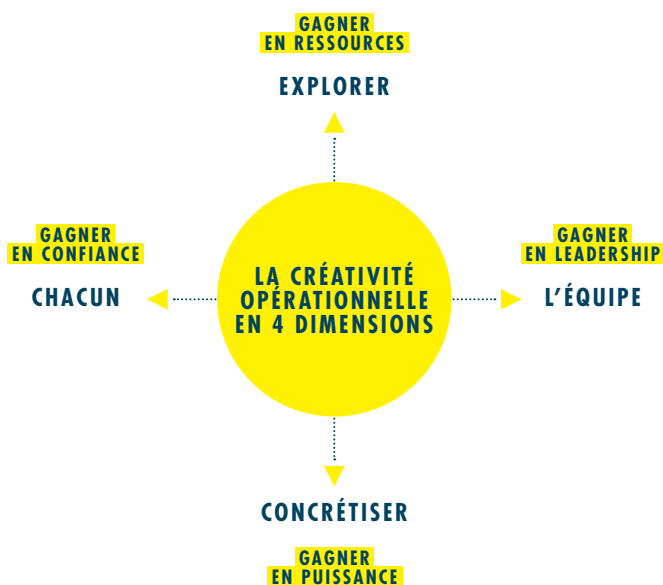 GAGNER
EN RESSOURCES
EXPLORER
GAGNER
EN CONFIANCE
CHACUN
LA CRÉATIVITÉ
OPÉRATIONNELLE
EN 4 DIMENSIONS
GAGNER
EN LEADERSHIP
L'ÉQUIPE
CONCRÉTISER
GAGNER
EN PUISSANCE